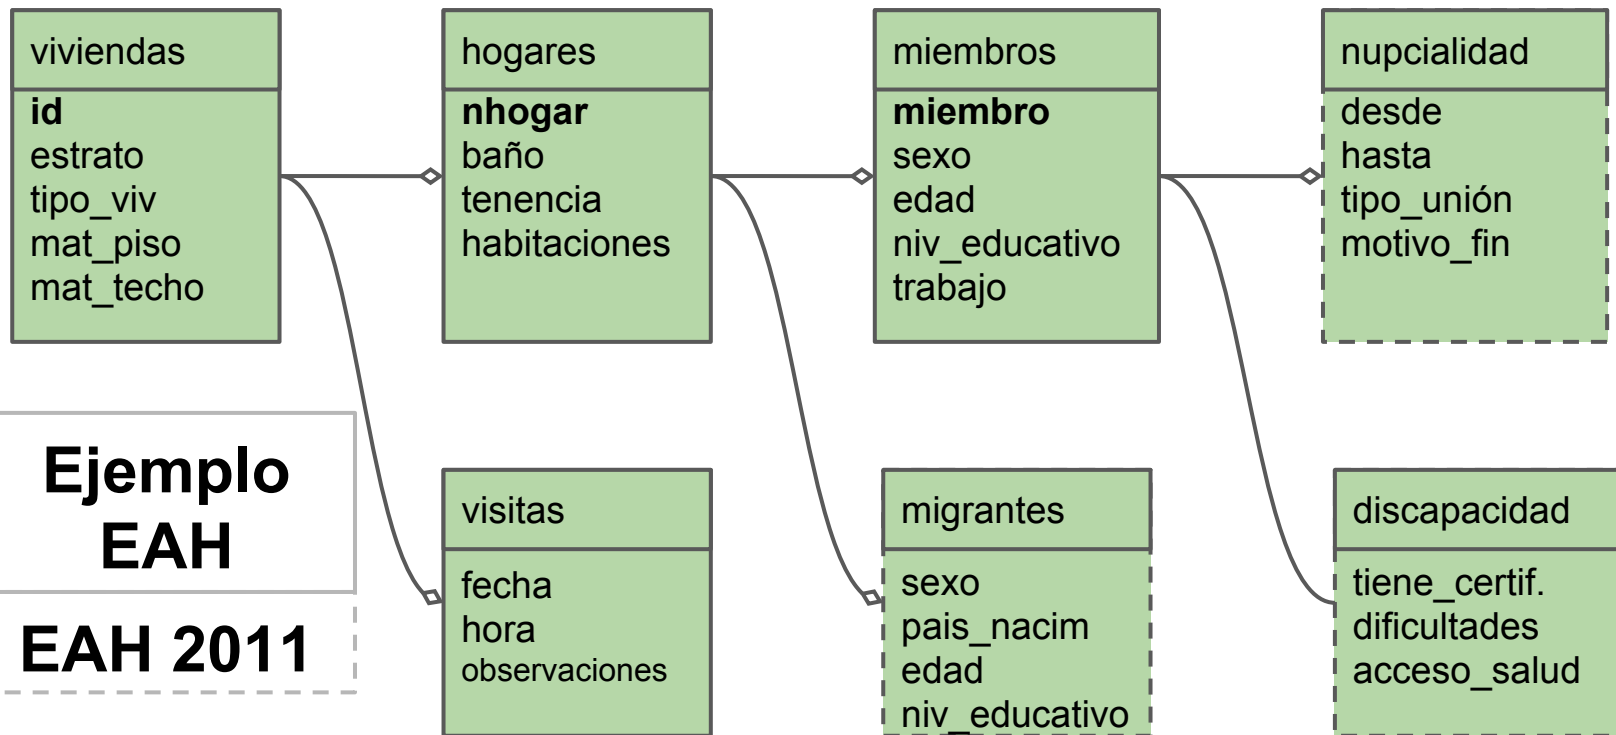 viviendas
id
estrato
tipo_viv
mat_piso
mat_techo
hogares
nhogar
baño
tenencia
habitaciones
miembros
miembro
sexo
edad
niv_educativo
trabajo
nupcialidad
desde
hasta
tipo_unión
motivo_fin
Ejemplo
EAH
EAH 2011
visitas
fecha
hora
observaciones
migrantes
sexo
pais_nacim
edad
niv_educativo
discapacidad
tiene_certif.
dificultades
acceso_salud